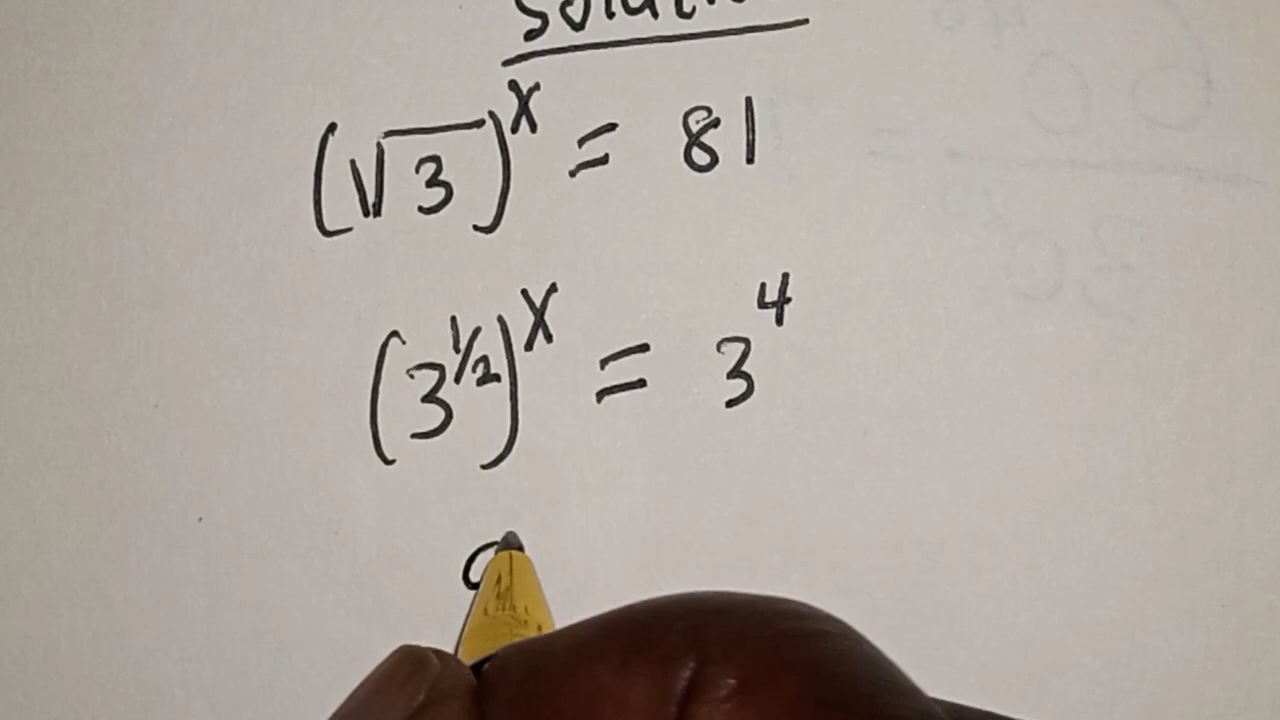 (√3)^x = 81
(3^1/2)^x = 3^4